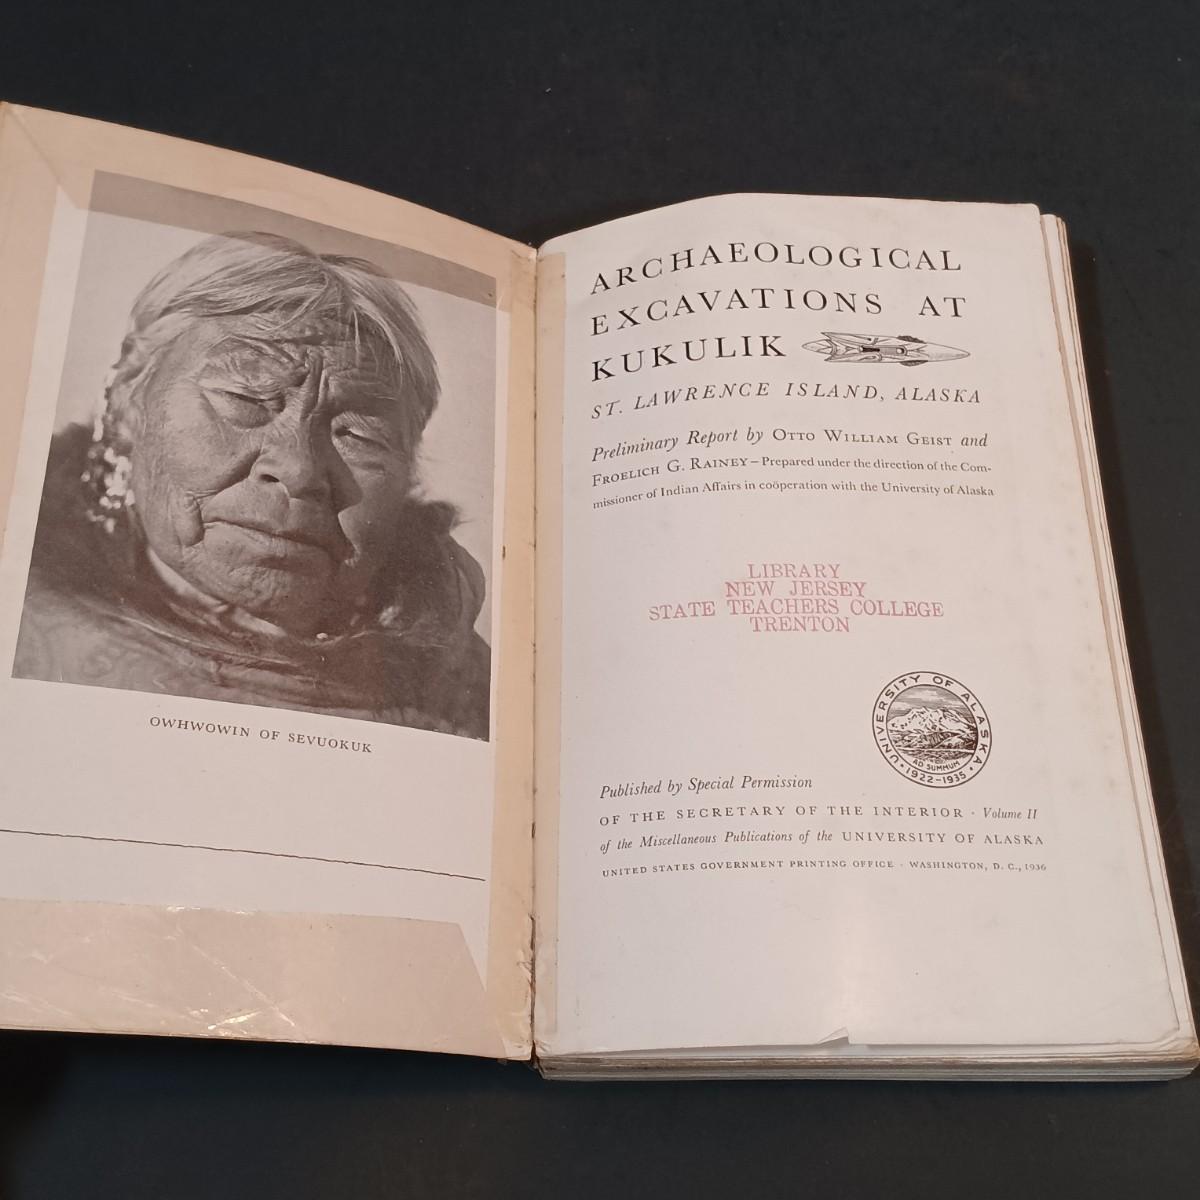 OWHWOWIN OF SEVUOKUK
ARCHAEOLOGICAL
EXCAVATIONS AT
KUKULIK
ST. LAWRENCE ISLAND, ALASKA
Preliminary Report by OTTO WILLIAM GEIST and
FROELICH G. RAINEY – Prepared under the direction of the Com-
missioner of Indian Affairs in coöperation with the University of Alaska
LIBRARY
NEW JERSEY
STATE TEACHERS COLLEGE
TRENTON
UNIVERSITY OF ALASKA
AD SUMMUM
· 1922–1935 ·
Published by Special Permission
OF THE SECRETARY OF THE INTERIOR · Volume II
of the Miscellaneous Publications of the UNIVERSITY OF ALASKA
UNITED STATES GOVERNMENT PRINTING OFFICE · WASHINGTON, D. C., 1936